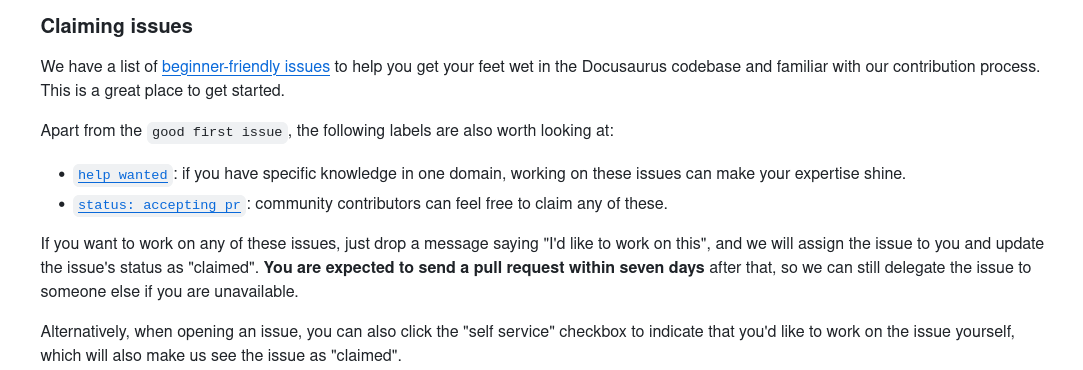 Claiming issues
We have a list of beginner-friendly issues to help you get your feet wet in the Docusaurus codebase and familiar with our contribution process.
This is a great place to get started.
Apart from the good first issue, the following labels are also worth looking at:
• help wanted: if you have specific knowledge in one domain, working on these issues can make your expertise shine.
• status: accepting pr: community contributors can feel free to claim any of these.
If you want to work on any of these issues, just drop a message saying "I'd like to work on this", and we will assign the issue to you and update
the issue's status as "claimed". You are expected to send a pull request within seven days after that, so we can still delegate the issue to
someone else if you are unavailable.
Alternatively, when opening an issue, you can also click the "self service" checkbox to indicate that you'd like to work on the issue yourself,
which will also make us see the issue as "claimed".